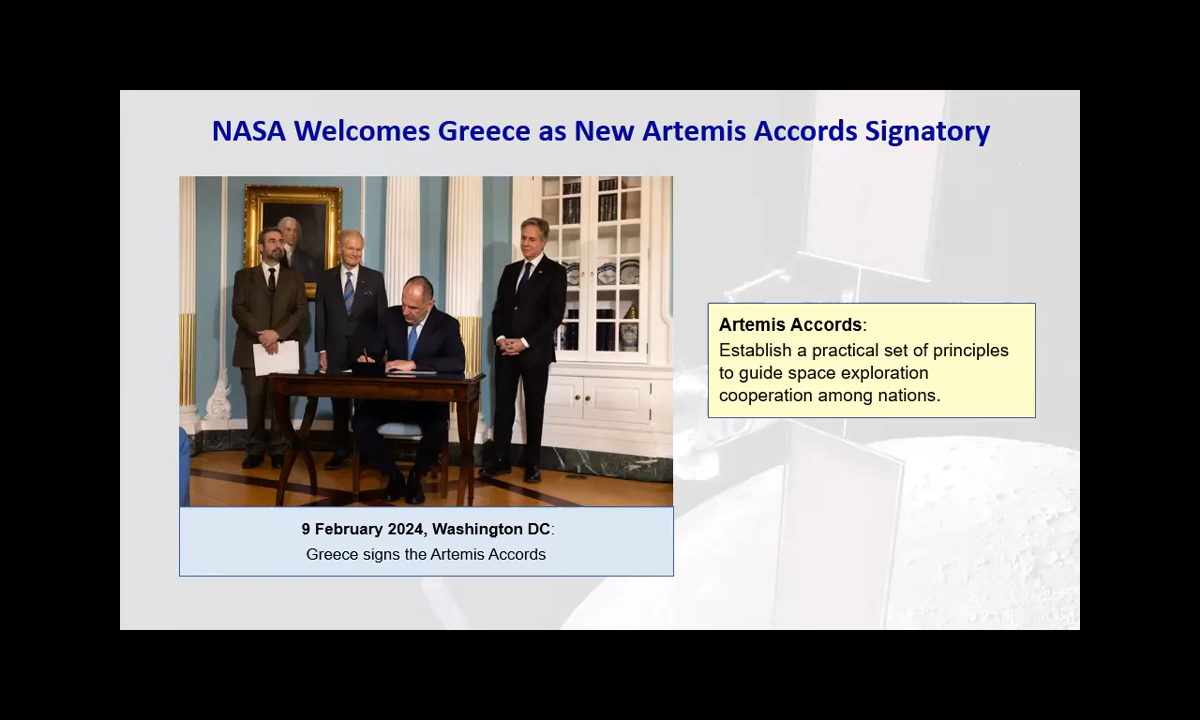 NASA Welcomes Greece as New Artemis Accords Signatory
Artemis Accords:
Establish a practical set of principles
to guide space exploration
cooperation among nations.
9 February 2024, Washington DC:
Greece signs the Artemis Accords